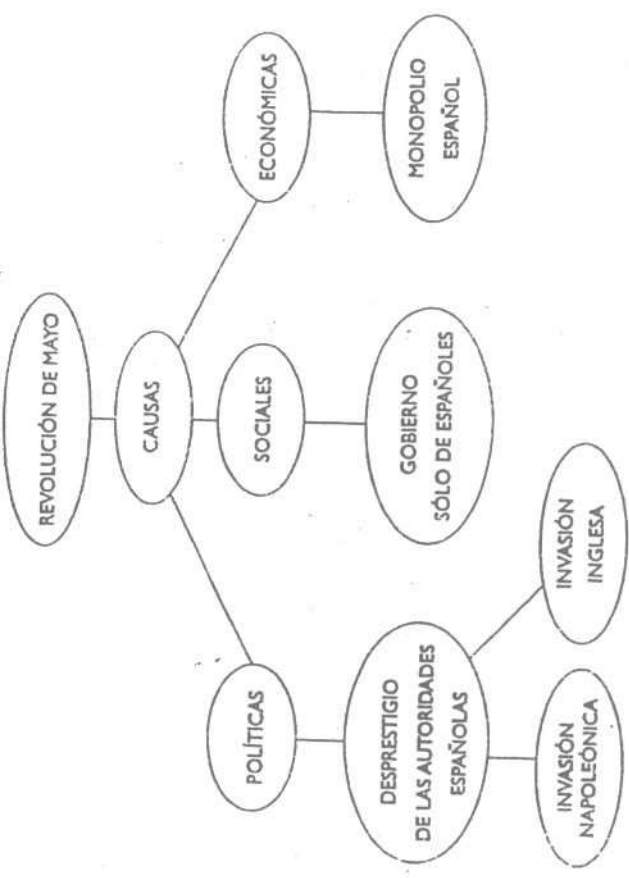 REVOLUCIÓN DE MAYO
CAUSAS
POLÍTICAS
SOCIALES
ECONÓMICAS
DESPRESTIGIO
DE LAS AUTORIDADES
ESPAÑOLAS
GOBIERNO
SÓLO DE ESPAÑOLES
MONOPOLIO
ESPAÑOL
INVASIÓN
NAPOLEÓNICA
INVASIÓN
INGLESA